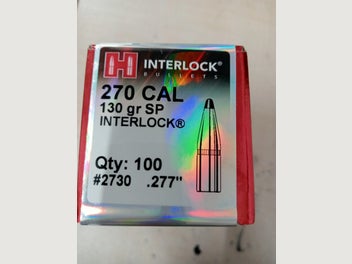 H INTERLOCK®
BULLETS
270 CAL
130 gr SP
INTERLOCK®
Qty: 100
#2730 .277"